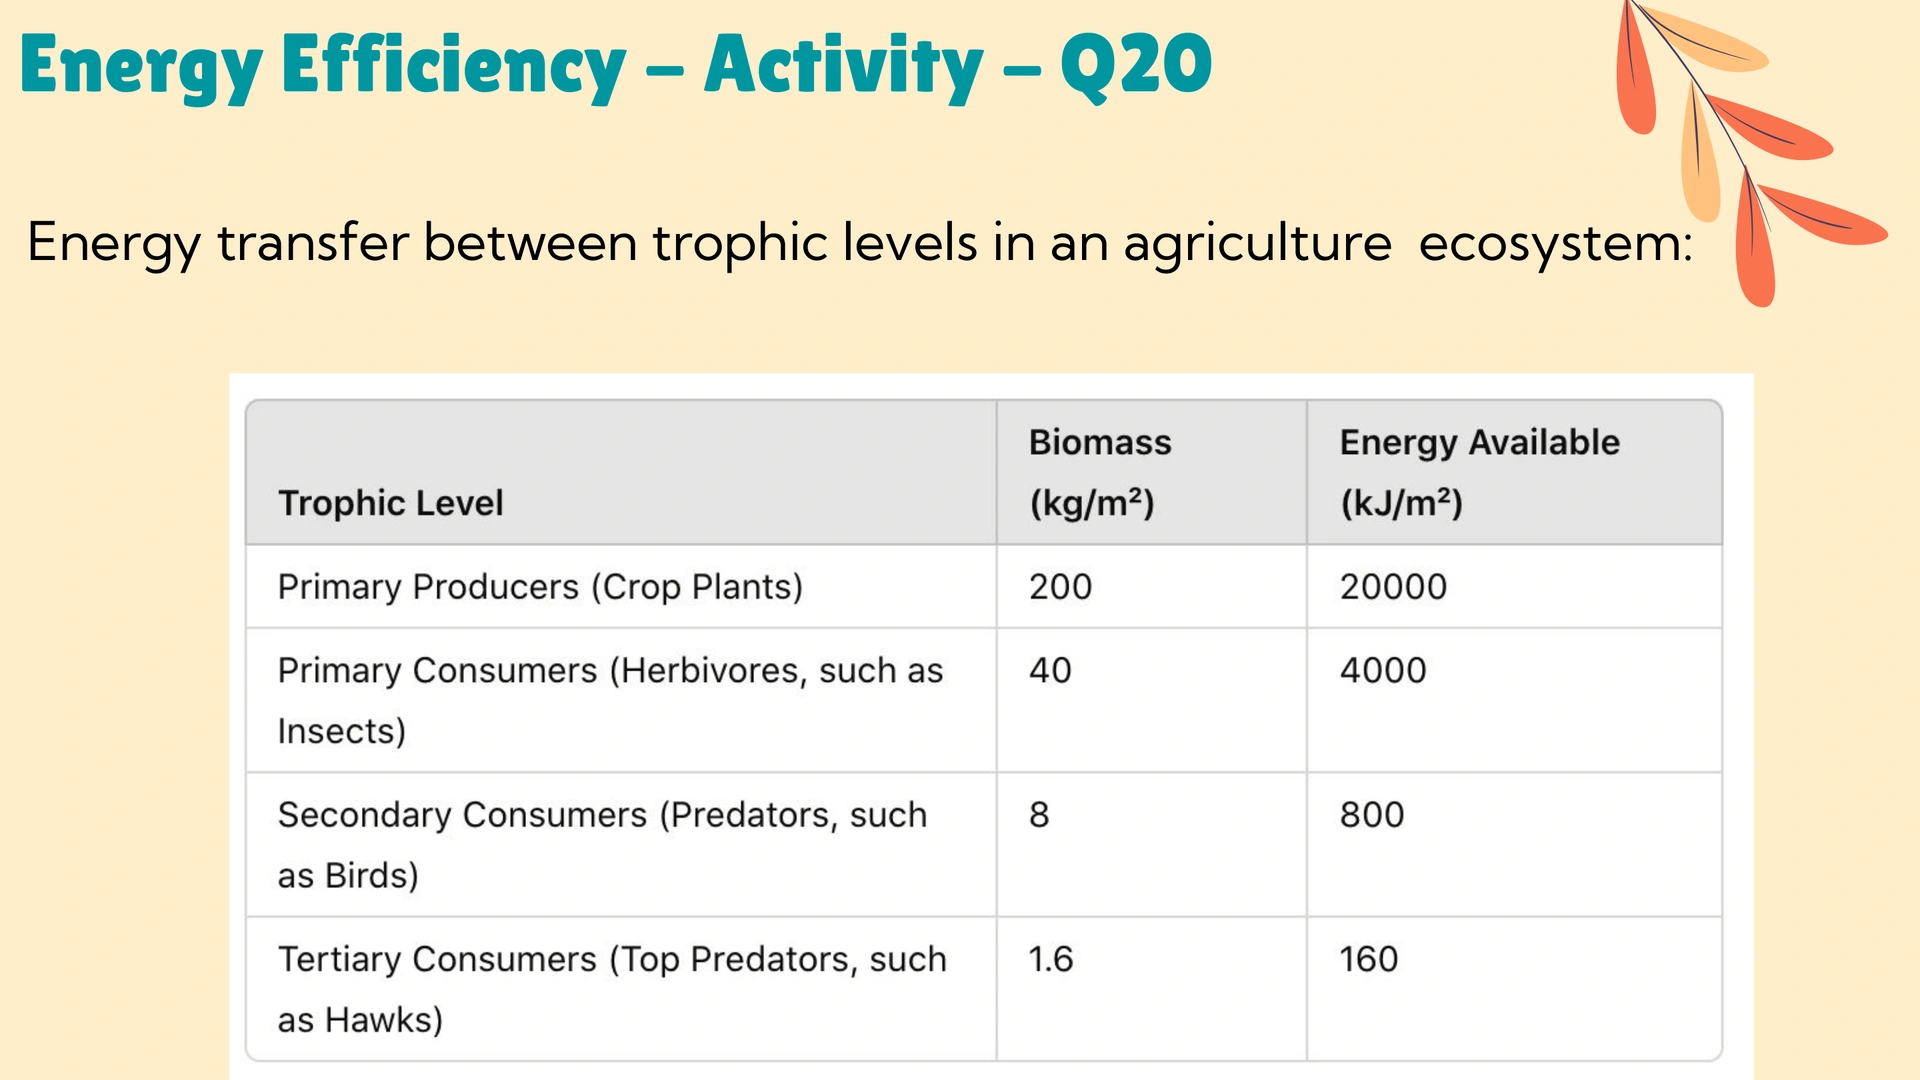 Energy Efficiency – Activity – Q20
Energy transfer between trophic levels in an agriculture  ecosystem:
Trophic Level | Biomass (kg/m²) | Energy Available (kJ/m²)
Primary Producers (Crop Plants) | 200 | 20000
Primary Consumers (Herbivores, such as Insects) | 40 | 4000
Secondary Consumers (Predators, such as Birds) | 8 | 800
Tertiary Consumers (Top Predators, such as Hawks) | 1.6 | 160